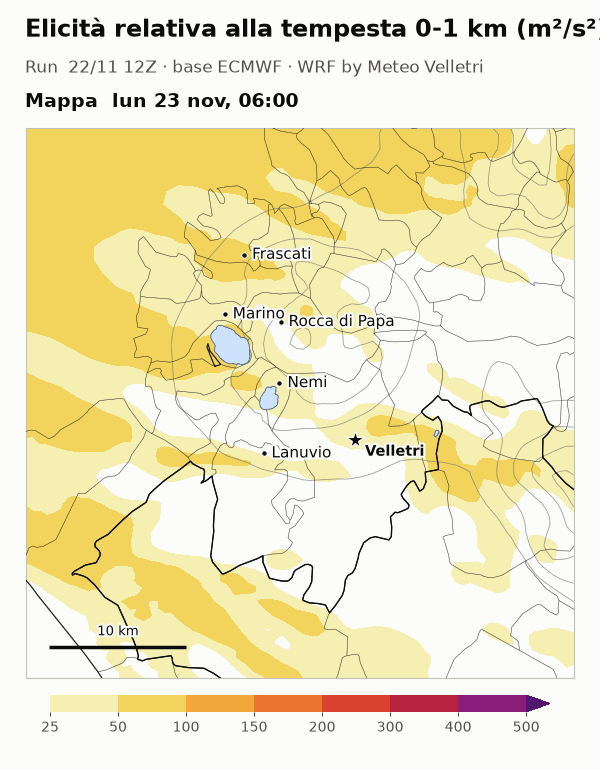 Elicità relativa alla tempesta 0-1 km (m²/s²)
Run  22/11 12Z · base ECMWF · WRF by Meteo Velletri
Mappa  lun 23 nov, 06:00
Frascati
Marino
Rocca di Papa
Nemi
Velletri
Lanuvio
10 km
25 50 100 150 200 300 400 500